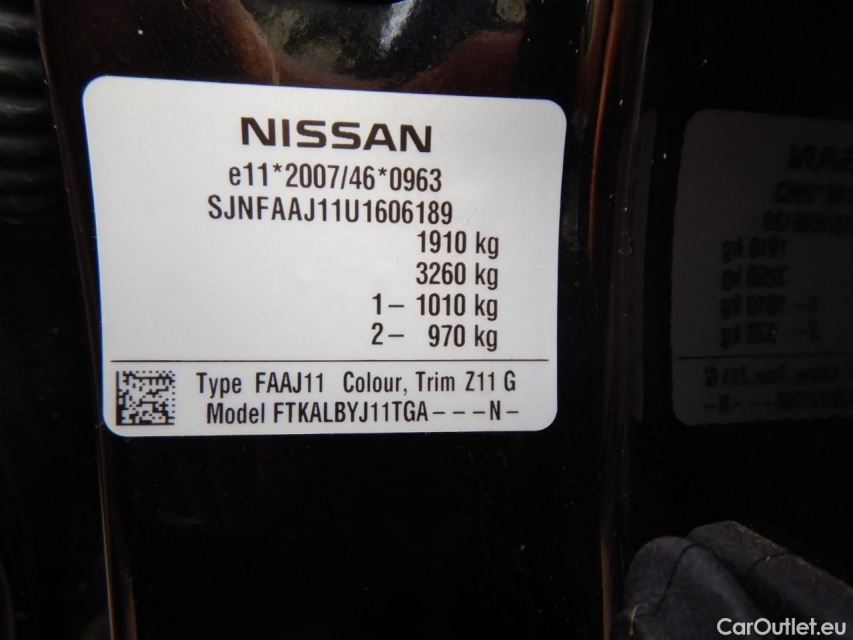 NISSAN
e11*2007/46*0963
SJNFAAJ11U1606189
1910 kg
3260 kg
1– 1010 kg
2– 970 kg
Type FAAJ11 Colour, Trim Z11 G
Model FTKALBYJ11TGA– – – –N–
CarOutlet.eu